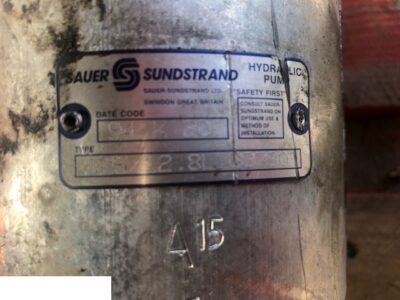 SAUER SUNDSTRAND
HYDRAULIC
PUMP
SAUER-SUNDSTRAND LTD.
SWINDON GREAT BRITAIN
"SAFETY FIRST"
CONSULT SAUER-
SUNDSTRAND ON
OPTIMUM USE &
METHOD OF
INSTALLATION.
DATE CODE
TYPE
A 15